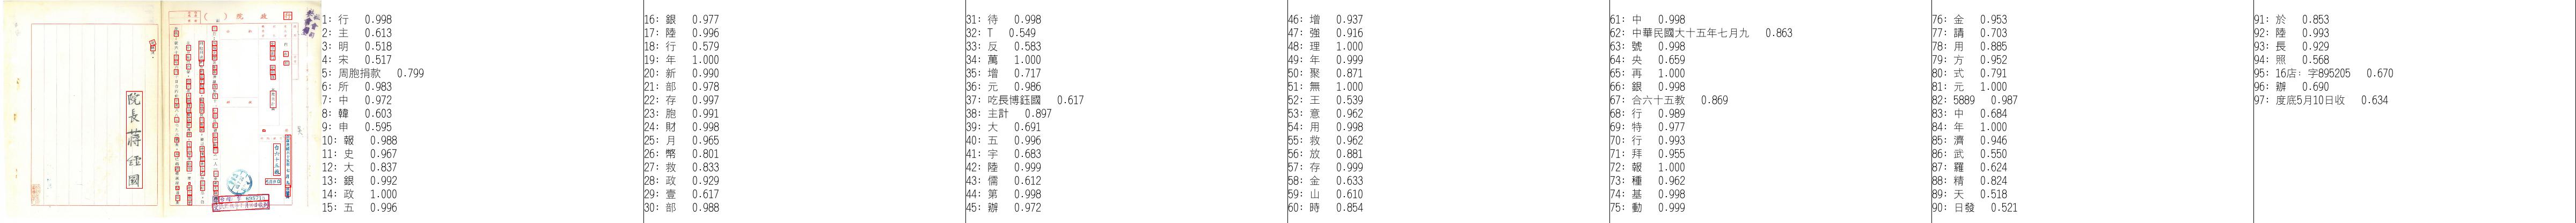 院長蔣經國
1: 行 0.998
2: 主 0.613
3: 明 0.518
4: 宋 0.517
5: 周胞捐款 0.799
6: 所 0.983
7: 中 0.972
8: 韓 0.603
9: 申 0.595
10: 報 0.988
11: 史 0.967
12: 大 0.837
13: 銀 0.992
14: 政 1.000
15: 五 0.996
16: 銀 0.977
17: 陸 0.996
18: 行 0.579
19: 年 1.000
20: 新 0.990
21: 部 0.978
22: 存 0.997
23: 胞 0.991
24: 財 0.998
25: 月 0.965
26: 幣 0.801
27: 救 0.833
28: 政 0.929
29: 壹 0.617
30: 部 0.988
31: 待 0.998
32: T 0.549
33: 反 0.583
34: 萬 1.000
35: 增 0.717
36: 元 0.986
37: 吃長博鈺國 0.617
38: 主計 0.897
39: 大 0.691
40: 五 0.996
41: 宇 0.683
42: 陸 0.999
43: 儒 0.612
44: 第 0.998
45: 辦 0.972
46: 增 0.937
47: 強 0.916
48: 理 1.000
49: 年 0.999
50: 聚 0.871
51: 無 1.000
52: 王 0.539
53: 意 0.962
54: 用 0.998
55: 救 0.962
56: 放 0.881
57: 存 0.999
58: 金 0.633
59: 山 0.610
60: 時 0.854
61: 中 0.998
62: 中華民國大十五年七月九 0.863
63: 號 0.998
64: 央 0.659
65: 再 1.000
66: 銀 0.998
67: 合六十五教 0.869
68: 行 0.989
69: 特 0.977
70: 行 0.993
71: 拜 0.955
72: 報 1.000
73: 種 0.962
74: 基 0.998
75: 動 0.999
76: 金 0.953
77: 請 0.703
78: 用 0.885
79: 方 0.952
80: 式 0.791
81: 元 1.000
82: 5889 0.987
83: 中 0.684
84: 年 1.000
85: 濟 0.946
86: 武 0.550
87: 羅 0.624
88: 精 0.824
89: 天 0.518
90: 日發 0.521
91: 於 0.853
92: 陸 0.993
93: 長 0.929
94: 照 0.568
95: 16店: 字895205 0.670
96: 辦 0.690
97: 度底5月10日收 0.634